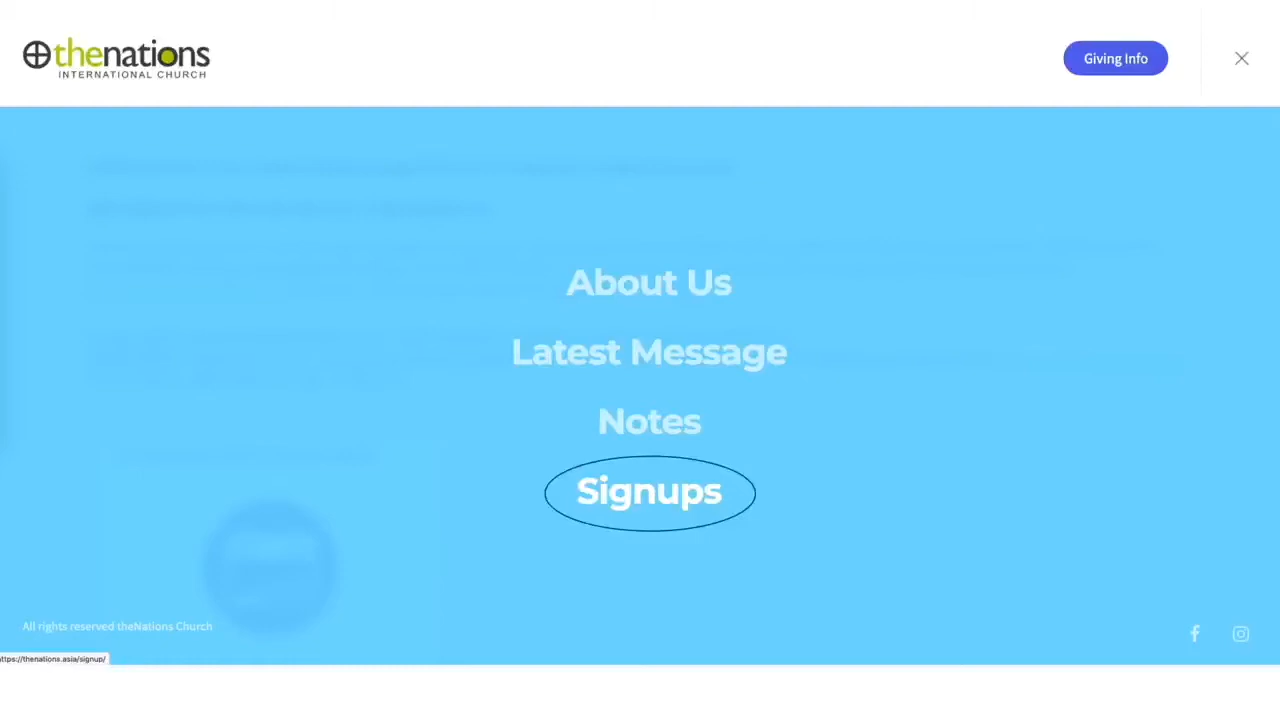 thenations
INTERNATIONAL CHURCH
Giving Info
About Us
Latest Message
Notes
Signups
All rights reserved theNations Church
ttps://thenations.asia/signup/